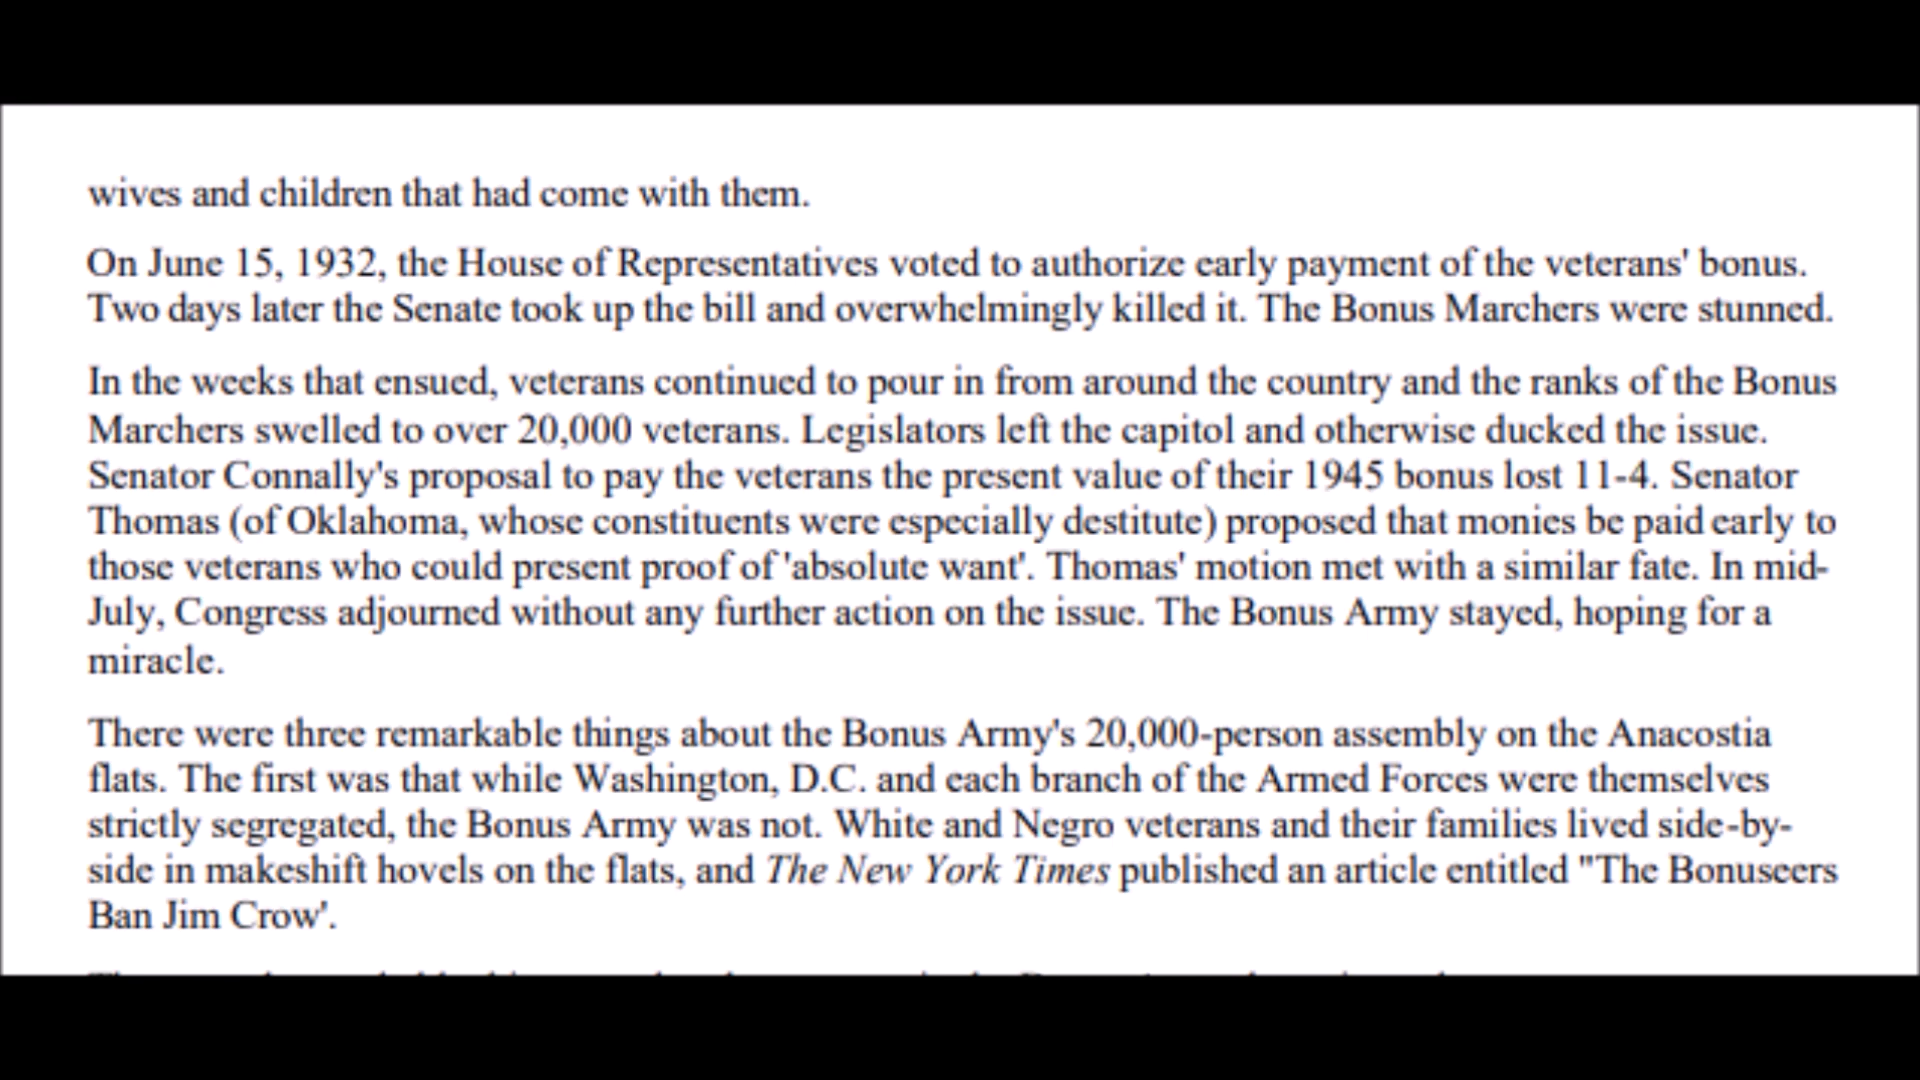 wives and children that had come with them.
On June 15, 1932, the House of Representatives voted to authorize early payment of the veterans' bonus.
Two days later the Senate took up the bill and overwhelmingly killed it. The Bonus Marchers were stunned.
In the weeks that ensued, veterans continued to pour in from around the country and the ranks of the Bonus
Marchers swelled to over 20,000 veterans. Legislators left the capitol and otherwise ducked the issue.
Senator Connally's proposal to pay the veterans the present value of their 1945 bonus lost 11-4. Senator
Thomas (of Oklahoma, whose constituents were especially destitute) proposed that monies be paid early to
those veterans who could present proof of 'absolute want'. Thomas' motion met with a similar fate. In mid-
July, Congress adjourned without any further action on the issue. The Bonus Army stayed, hoping for a
miracle.
There were three remarkable things about the Bonus Army's 20,000-person assembly on the Anacostia
flats. The first was that while Washington, D.C. and each branch of the Armed Forces were themselves
strictly segregated, the Bonus Army was not. White and Negro veterans and their families lived side-by-
side in makeshift hovels on the flats, and The New York Times published an article entitled "The Bonuseers
Ban Jim Crow'.